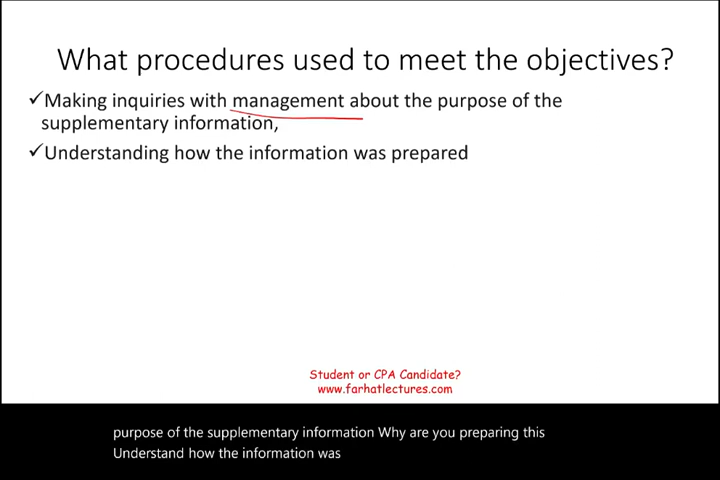 What procedures used to meet the objectives?
✓Making inquiries with management about the purpose of the
supplementary information,
✓Understanding how the information was prepared
Student or CPA Candidate?
www.farhatlectures.com
purpose of the supplementary information Why are you preparing this
Understand how the information was